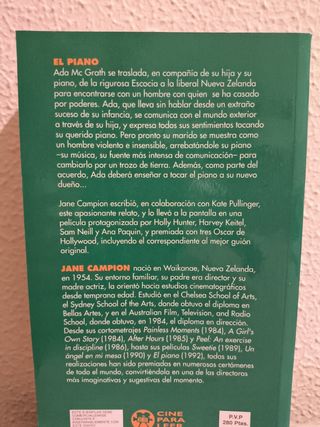 EL PIANO
Ada Mc Grath se traslada, en compañía de su hija y su
piano, de la rigurosa Escocia a la liberal Nueva Zelanda
para encontrarse con un hombre con quien se ha casado
por poderes. Ada, que lleva sin hablar desde un extraño
suceso de su infancia, se comunica con el mundo exterior
a través de su hija, y expresa todos sus sentimientos tocando
su querido piano. Pero pronto su marido se muestra como
un hombre violento e insensible, arrebatándole su piano
–su música, su fuente más intensa de comunicación– para
cambiarlo por un trozo de tierra. Además, como parte del
acuerdo, Ada deberá enseñar a tocar el piano a su nuevo
dueño...
Jane Campion escribió, en colaboración con Kate Pullinger,
este apasionante relato, y lo llevó a la pantalla en una
película protagonizada por Holly Hunter, Harvey Keitel,
Sam Neill y Ana Paquin, y premiada con tres Oscar de
Hollywood, incluyendo el correspondiente al mejor guión
original.
JANE CAMPION nació en Waikanae, Nueva Zelanda,
en 1954. Su entorno familiar, su padre era director y su
madre actriz, la orientó hacia estudios cinematográficos
desde temprana edad. Estudió en el Chelsea School of Arts,
el Sydney School of the Arts, donde obtuvo el diploma en
Bellas Artes, y en el Australian Film, Television, and Radio
School, donde obtuvo, en 1984, el diploma en dirección.
Desde sus cortometrajes Painless Moments (1984), A Girl's
Own Story (1984), After Hours (1985) y Peel: An exercise
in discipline (1986), hasta sus películas Sweetie (1989), Un
ángel en mi mesa (1990) y El piano (1992), todas sus
realizaciones han sido premiadas en numerosos certámenes
de todo el mundo, convirtiéndola en una de las directoras
más imaginativas y sugestivas del momento.
CINE
PARA
LEER
P.V.P
280 Ptas.